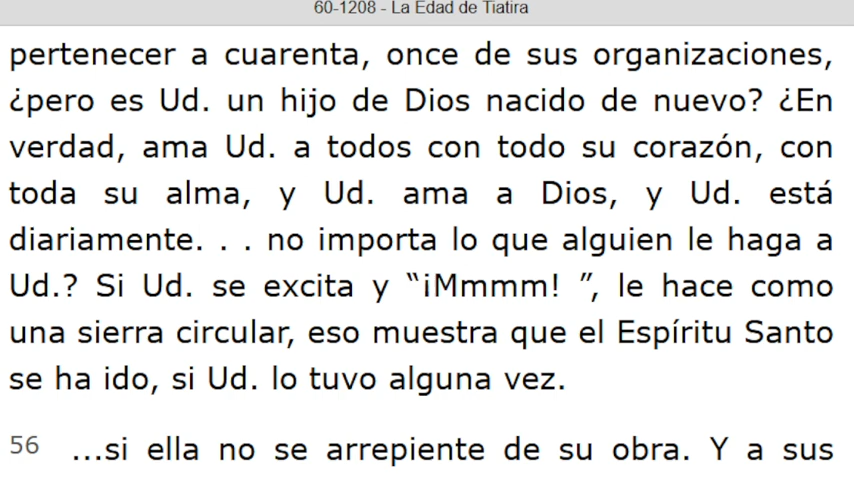 60-1208 - La Edad de Tiatira
pertenecer a cuarenta, once de sus organizaciones,
¿pero es Ud. un hijo de Dios nacido de nuevo? ¿En
verdad, ama Ud. a todos con todo su corazón, con
toda su alma, y Ud. ama a Dios, y Ud. está
diariamente. . . no importa lo que alguien le haga a
Ud.? Si Ud. se excita y “¡Mmmm! ”, le hace como
una sierra circular, eso muestra que el Espíritu Santo
se ha ido, si Ud. lo tuvo alguna vez.
56 ...si ella no se arrepiente de su obra. Y a sus